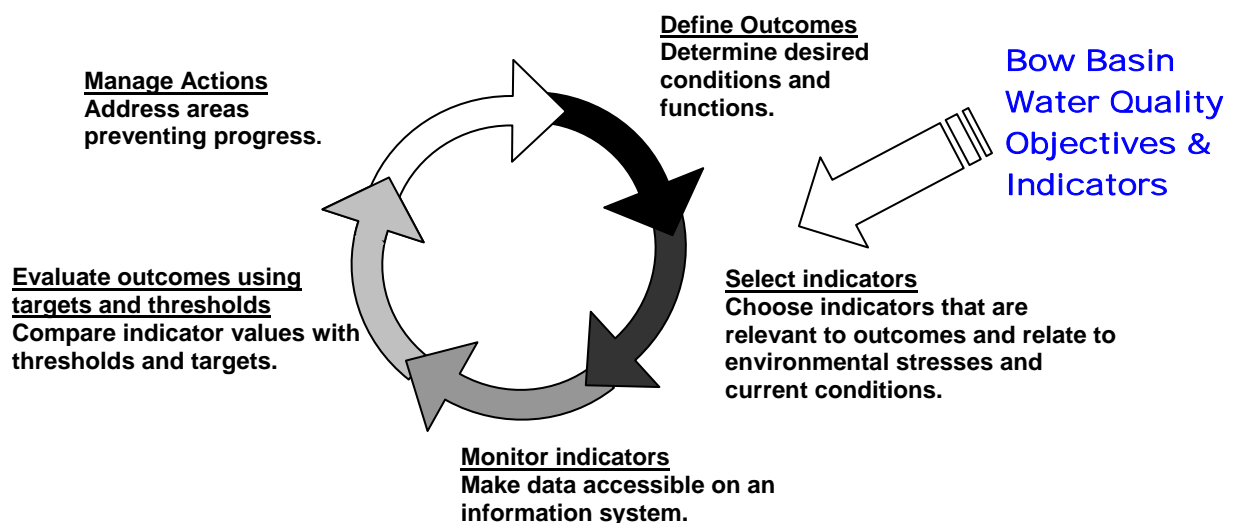 Define Outcomes
Determine desired
conditions and
functions.
Bow Basin
Water Quality
Objectives &
Indicators
Manage Actions
Address areas
preventing progress.
Select indicators
Choose indicators that are
relevant to outcomes and relate to
environmental stresses and
current conditions.
Evaluate outcomes using
targets and thresholds
Compare indicator values with
thresholds and targets.
Monitor indicators
Make data accessible on an
information system.